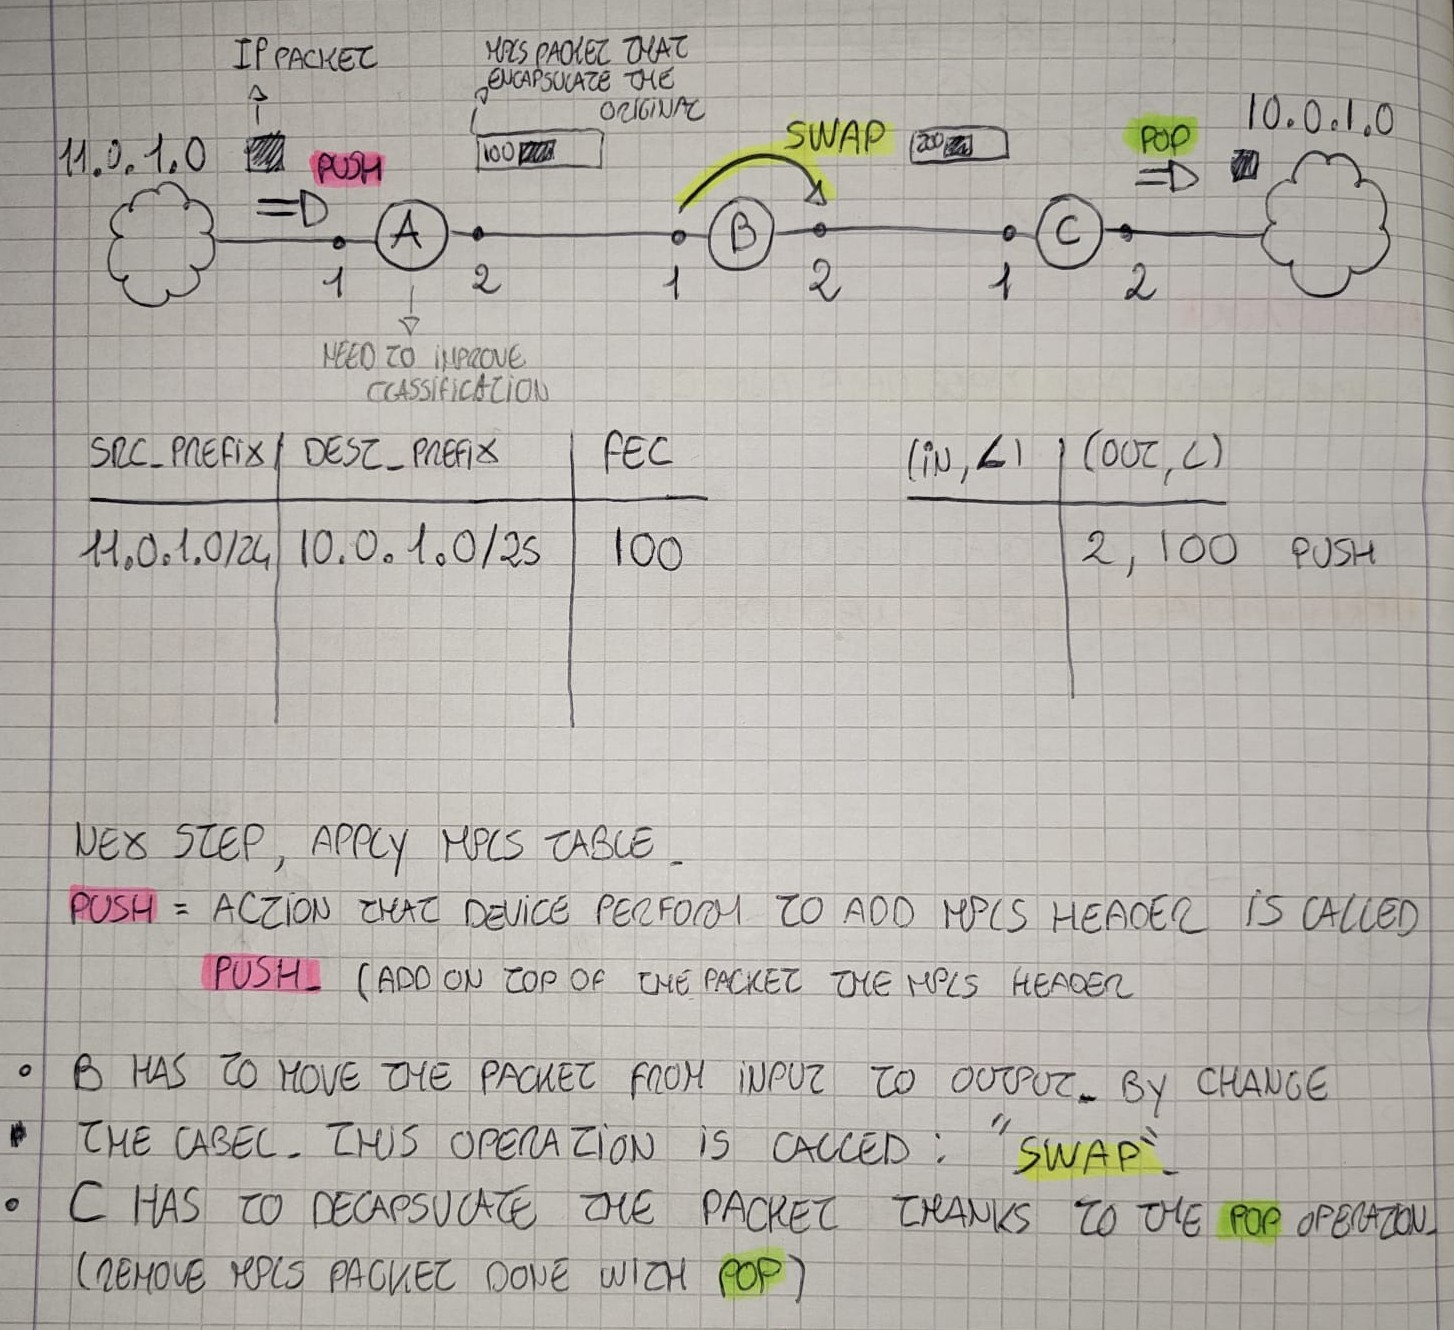 IP PACKET
MPLS PACKET THAT
ENCAPSULATE THE
ORIGINAL
11.0.1.0
PUSH
100
SWAP
200
POP
10.0.1.0
A
B
C
1
2
1
2
1
2
NEED TO IMPROVE
CLASSIFICATION
SRC_PREFIX DEST_PREFIX FEC
11.0.1.0/24 10.0.1.0/25 100
(IN, L) (OUT, L)
2, 100 PUSH
NEX STEP, APPLY MPLS TABLE_
PUSH = ACTION THAT DEVICE PERFORM TO ADD MPLS HEADER IS CALLED
PUSH_ (ADD ON TOP OF THE PACKET THE MPLS HEADER
• B HAS TO MOVE THE PACKET FROM INPUT TO OUTPUT_ BY CHANGE
• THE LABEL_ THIS OPERATION IS CALLED: "SWAP"_
• C HAS TO DECAPSULATE THE PACKET THANKS TO THE POP OPERATION_
(REMOVE MPLS PACKET DONE WITH POP)